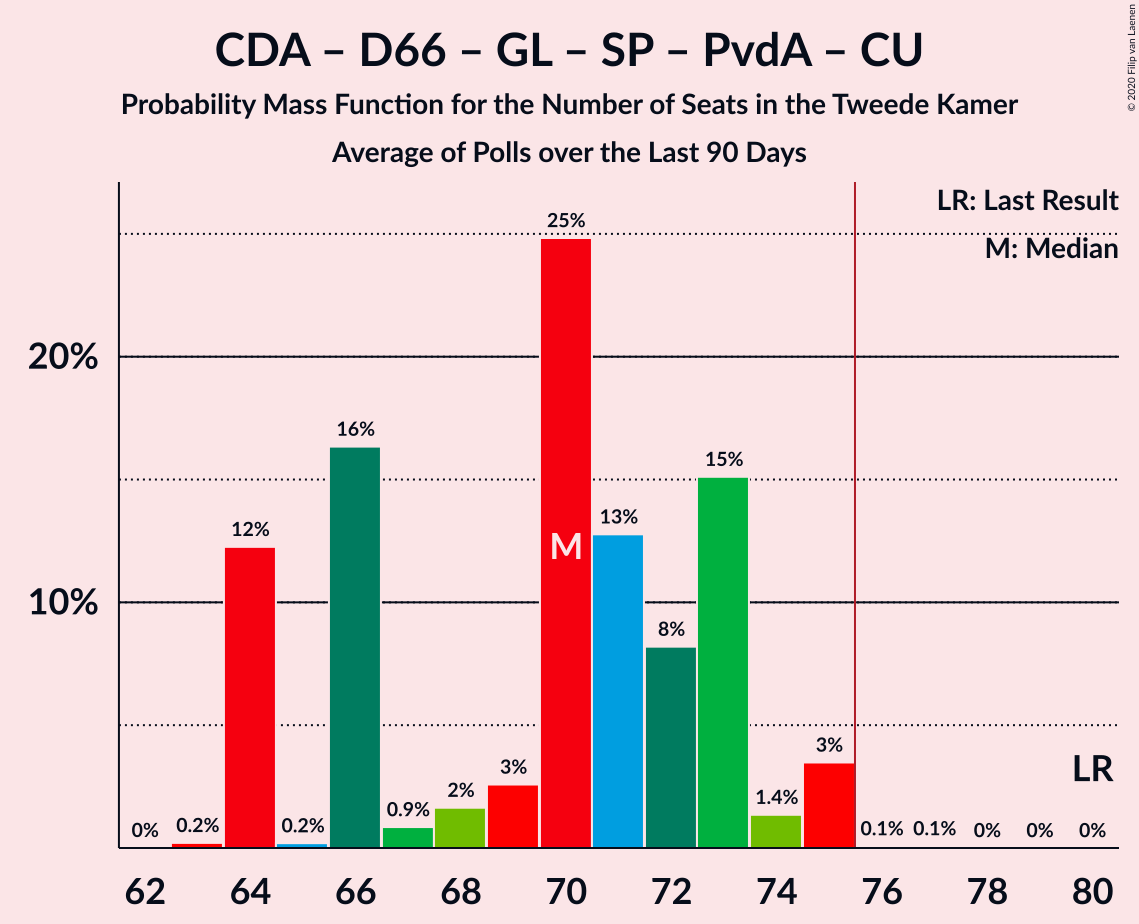 CDA – D66 – GL – SP – PvdA – CU
Probability Mass Function for the Number of Seats in the Tweede Kamer
Average of Polls over the Last 90 Days
© 2020 Filip van Laenen
LR: Last Result
M: Median
20%
10%
0%
0.2%
12%
0.2%
16%
0.9%
2%
3%
25%
M
13%
8%
15%
1.4%
3%
0.1%
0.1%
0%
0%
0%
LR
62 64 66 68 70 72 74 76 78 80